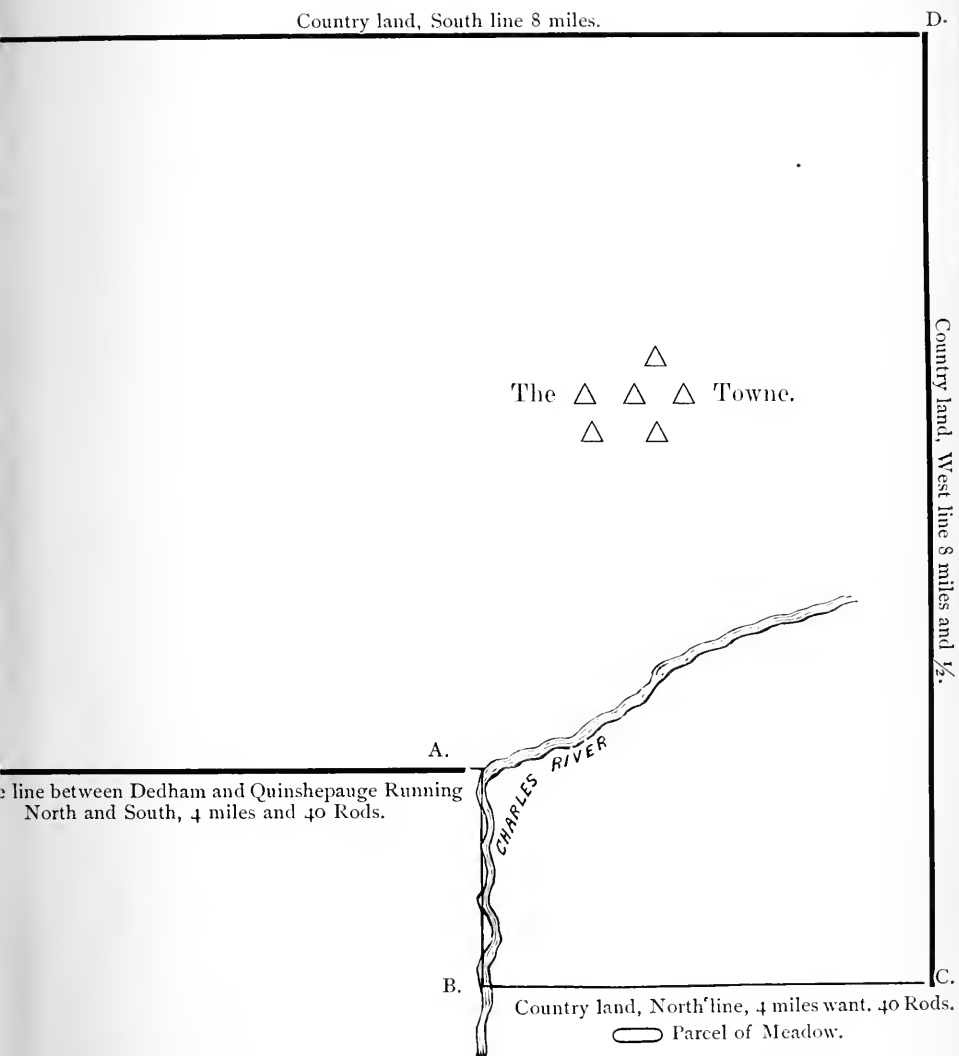 Country land, South line 8 miles.
D.
Country land, West line 8 miles and ½.
The Towne.
A.
line between Dedham and Quinshepauge Running
North and South, 4 miles and 40 Rods.
CHARLES RIVER
B.
C.
Country land, North line, 4 miles want. 40 Rods.
Parcel of Meadow.